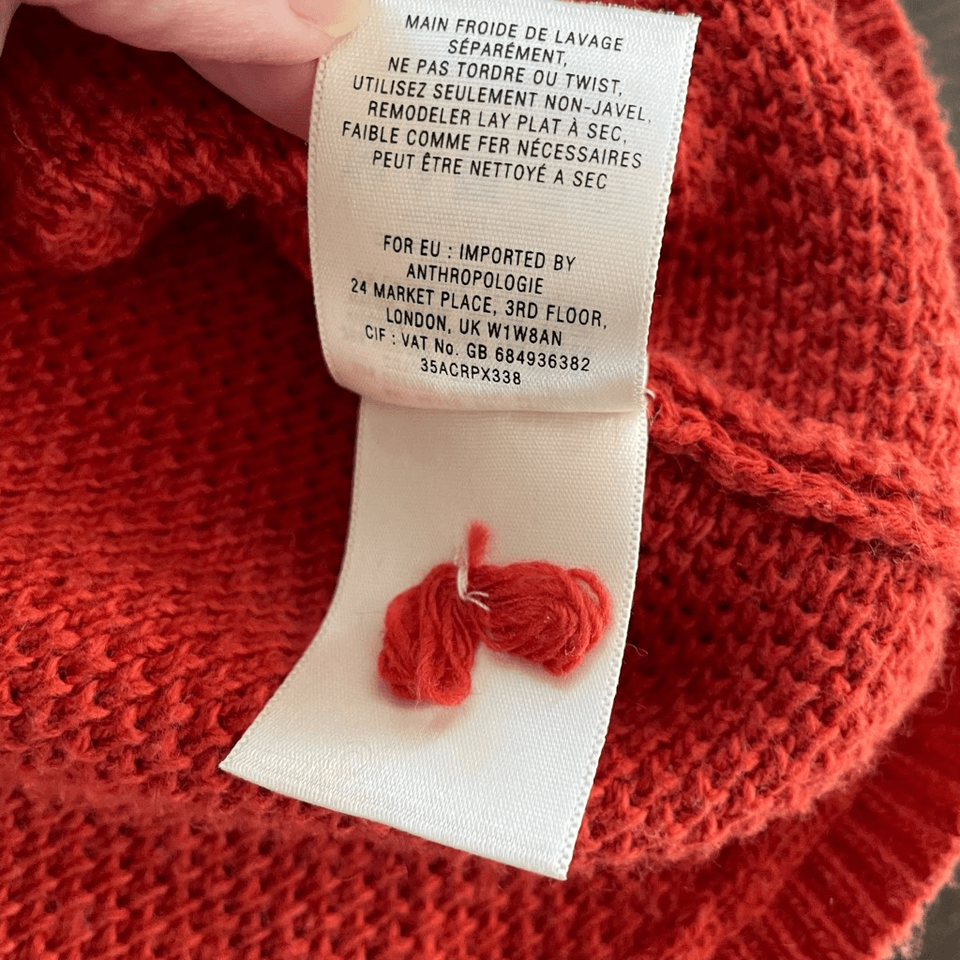 MAIN FROIDE DE LAVAGE
SÉPARÉMENT,
NE PAS TORDRE OU TWIST,
UTILISEZ SEULEMENT NON-JAVEL,
REMODELER LAY PLAT À SEC,
FAIBLE COMME FER NÉCESSAIRES
PEUT ÊTRE NETTOYÉ A SEC
FOR EU : IMPORTED BY
ANTHROPOLOGIE
24 MARKET PLACE, 3RD FLOOR,
LONDON, UK W1W8AN
CIF : VAT No. GB 684936382
35ACRPX338